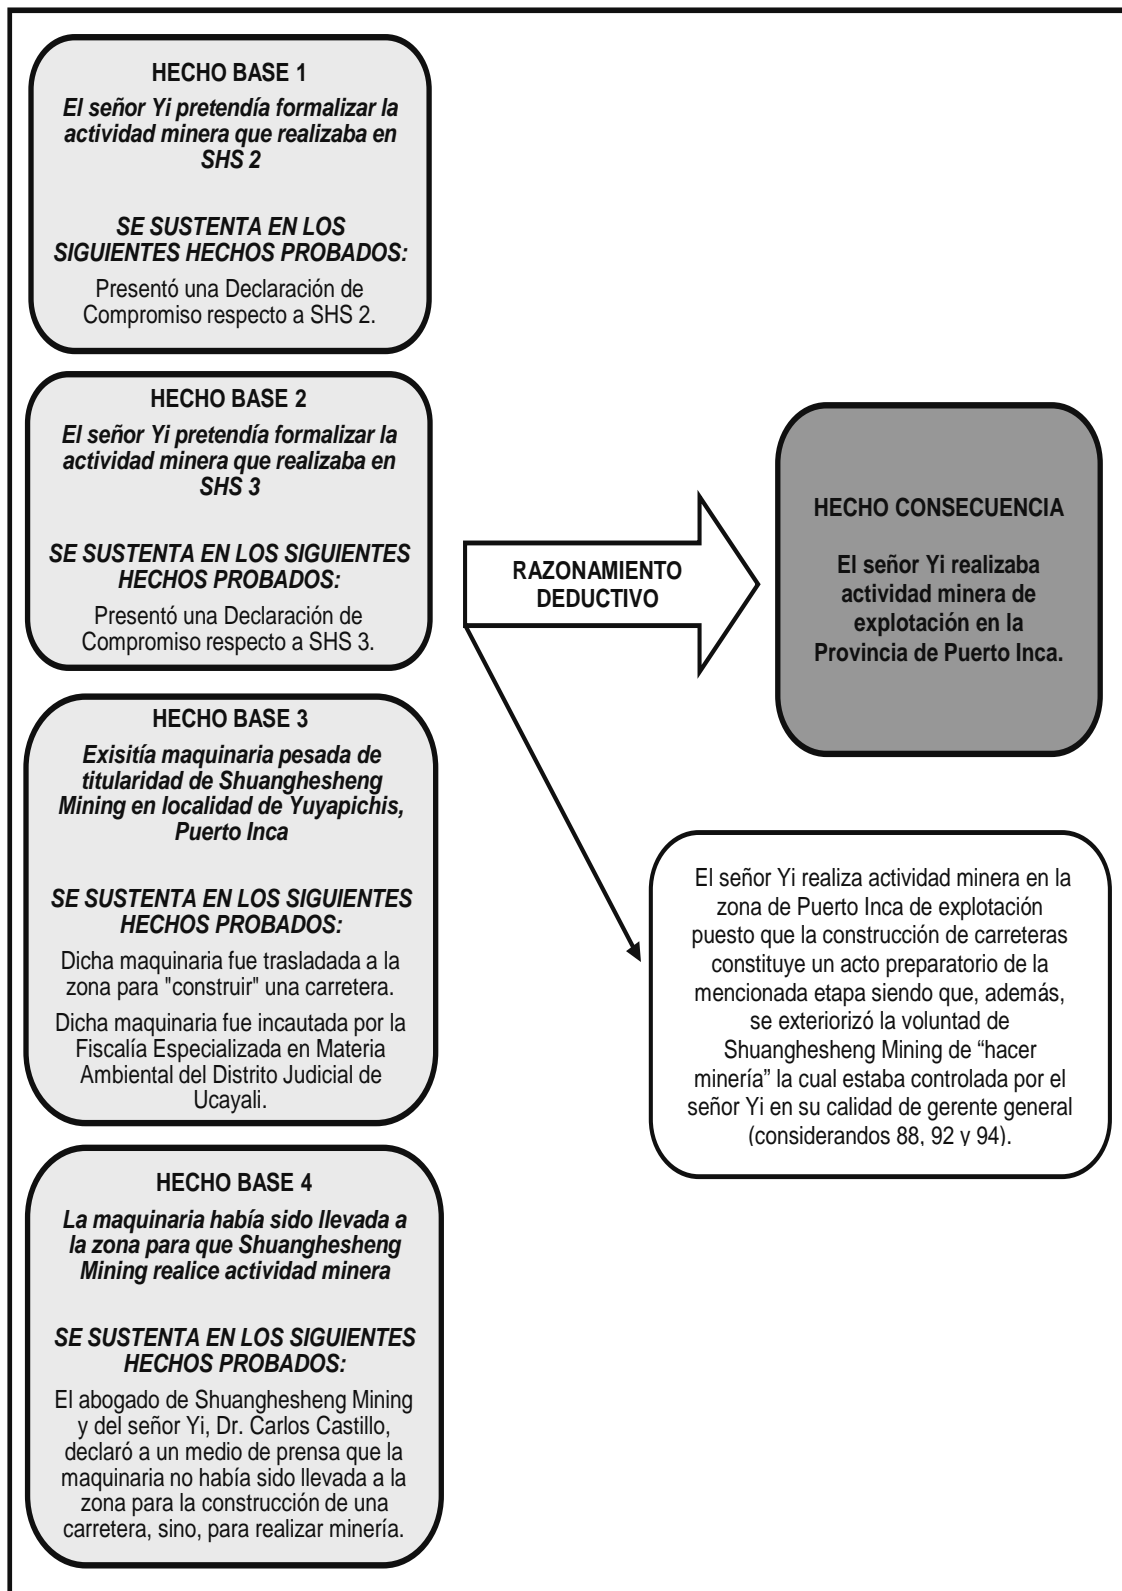 HECHO BASE 1
El señor Yi pretendía formalizar la
actividad minera que realizaba en
SHS 2
SE SUSTENTA EN LOS
SIGUIENTES HECHOS PROBADOS:
Presentó una Declaración de
Compromiso respecto a SHS 2.
HECHO BASE 2
El señor Yi pretendía formalizar la
actividad minera que realizaba en
SHS 3
SE SUSTENTA EN LOS SIGUIENTES
HECHOS PROBADOS:
Presentó una Declaración de
Compromiso respecto a SHS 3.
HECHO BASE 3
Exisitía maquinaria pesada de
titularidad de Shuanghesheng
Mining en localidad de Yuyapichis,
Puerto Inca
SE SUSTENTA EN LOS SIGUIENTES
HECHOS PROBADOS:
Dicha maquinaria fue trasladada a la
zona para "construir" una carretera.
Dicha maquinaria fue incautada por la
Fiscalía Especializada en Materia
Ambiental del Distrito Judicial de
Ucayali.
HECHO BASE 4
La maquinaria había sido llevada a
la zona para que Shuanghesheng
Mining realice actividad minera
SE SUSTENTA EN LOS SIGUIENTES
HECHOS PROBADOS:
El abogado de Shuanghesheng Mining
y del señor Yi, Dr. Carlos Castillo,
declaró a un medio de prensa que la
maquinaria no había sido llevada a la
zona para la construcción de una
carretera, sino, para realizar minería.
RAZONAMIENTO
DEDUCTIVO
HECHO CONSECUENCIA
El señor Yi realizaba
actividad minera de
explotación en la
Provincia de Puerto Inca.
El señor Yi realiza actividad minera en la
zona de Puerto Inca de explotación
puesto que la construcción de carreteras
constituye un acto preparatorio de la
mencionada etapa siendo que, además,
se exteriorizó la voluntad de
Shuanghesheng Mining de “hacer
minería” la cual estaba controlada por el
señor Yi en su calidad de gerente general
(considerandos 88, 92 y 94).